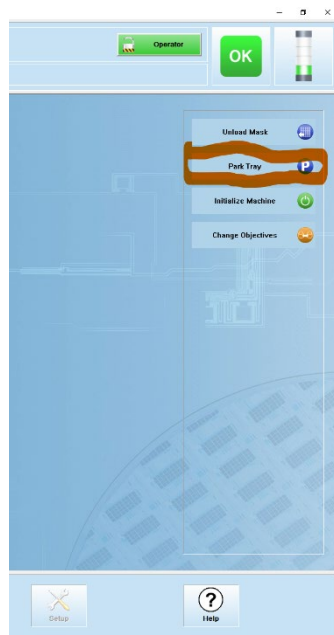 Operator
OK
Unload Mask
Park Tray
P
Initialize Machine
Change Objectives
Setup
?
Help